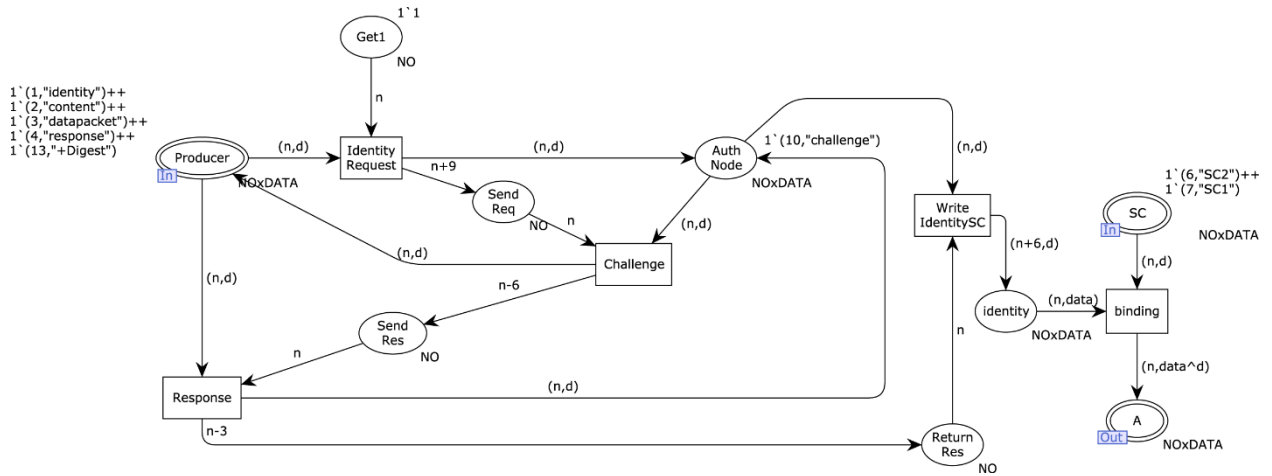 1`1
Get1
NO
n
1`(1,"identity")++
1`(2,"content")++
1`(3,"datapacket")++
1`(4,"response")++
1`(13,"+Digest")
Producer
In
NOxDATA
(n,d)
Identity
Request
(n,d)
n+9
Send
Req
NO
n
Auth
Node
1`(10,"challenge")
NOxDATA
(n,d)
(n,d)
Challenge
(n,d)
n-6
(n,d)
Send
Res
NO
n
Response
(n,d)
n-3
Return
Res
NO
n
Write
IdentitySC
(n+6,d)
identity
NOxDATA
(n,data)
1`(6,"SC2")++
1`(7,"SC1")
SC
In
NOxDATA
(n,d)
binding
(n,data^d)
A
Out
NOxDATA